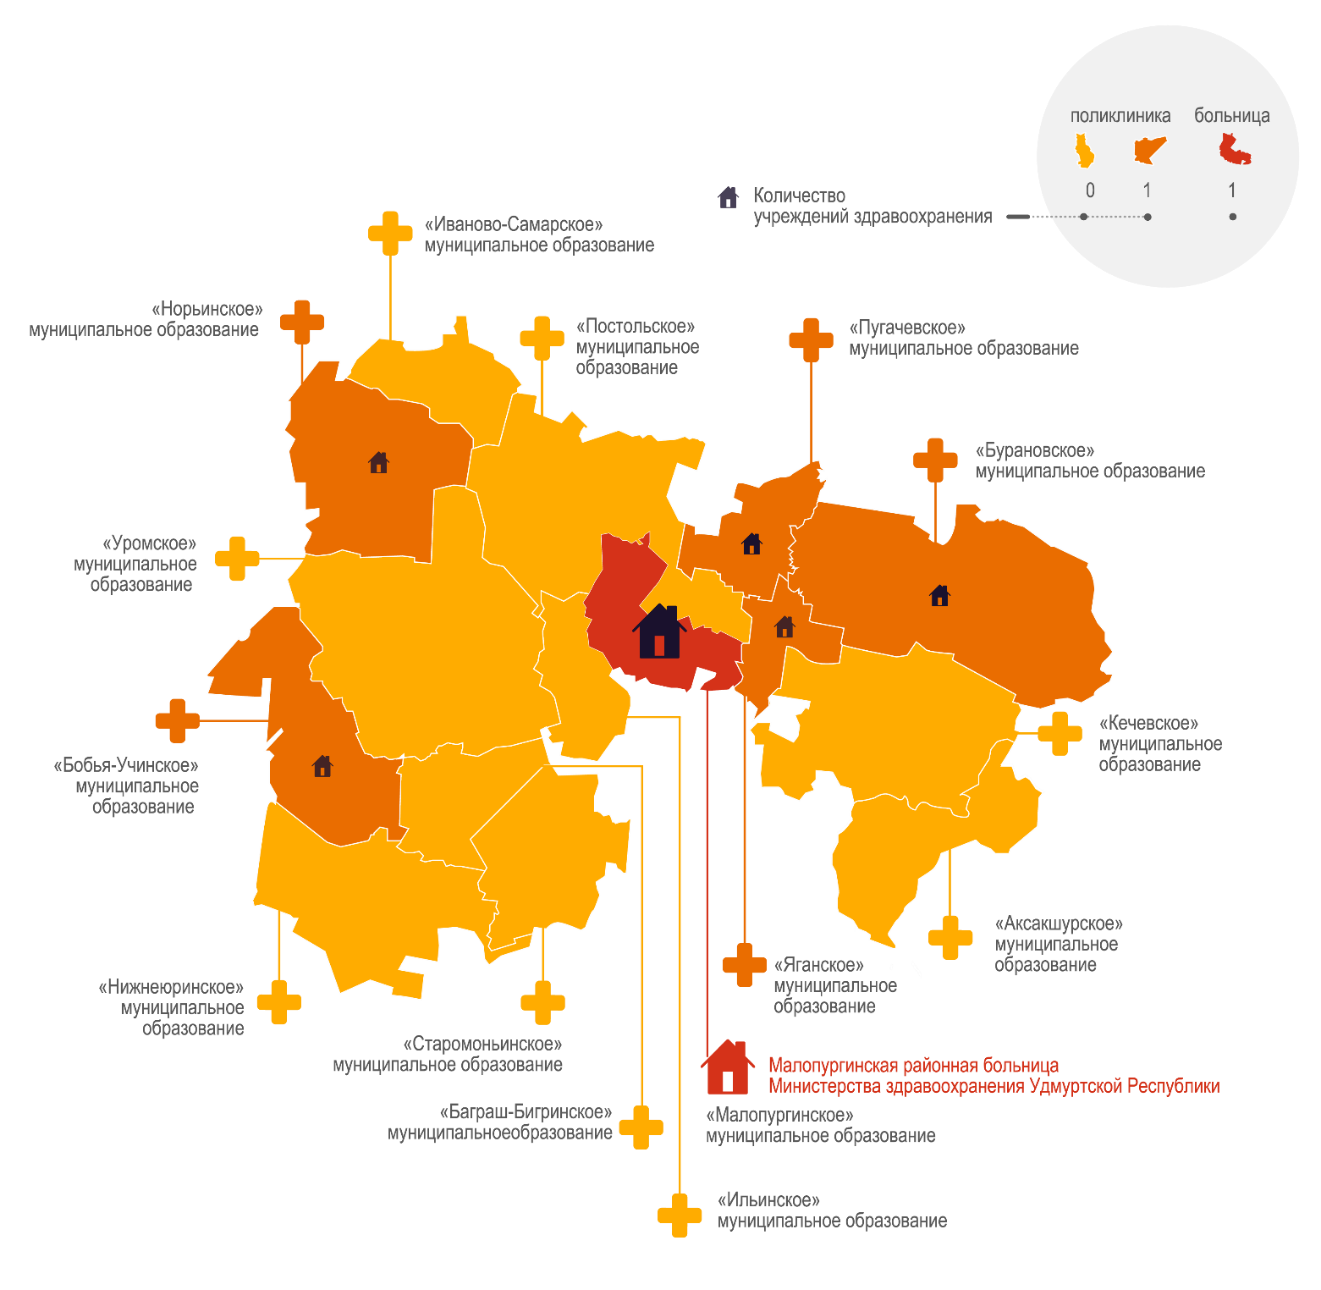 поликлиника
больница
0
1
1
Количество
учреждений здравоохранения
«Иваново-Самарское»
муниципальное образование
«Норьинское»
муниципальное образование
«Постольское»
муниципальное
образование
«Пугачевское»
муниципальное образование
«Бурановское»
муниципальное образование
«Уромское»
муниципальное
образование
«Бобья-Учинское»
муниципальное
образование
«Кечевское»
муниципальное
образование
«Аксакшурское»
муниципальное
образование
«Яганское»
муниципальное
образование
«Нижнеюринское»
муниципальное
образование
«Старомоньинское»
муниципальное образование
Малопургинская районная больница
Министерства здравоохранения Удмуртской Республики
«Малопургинское»
муниципальное образование
«Баграш-Бигринское»
муниципальноеобразование
«Ильинское»
муниципальное образование